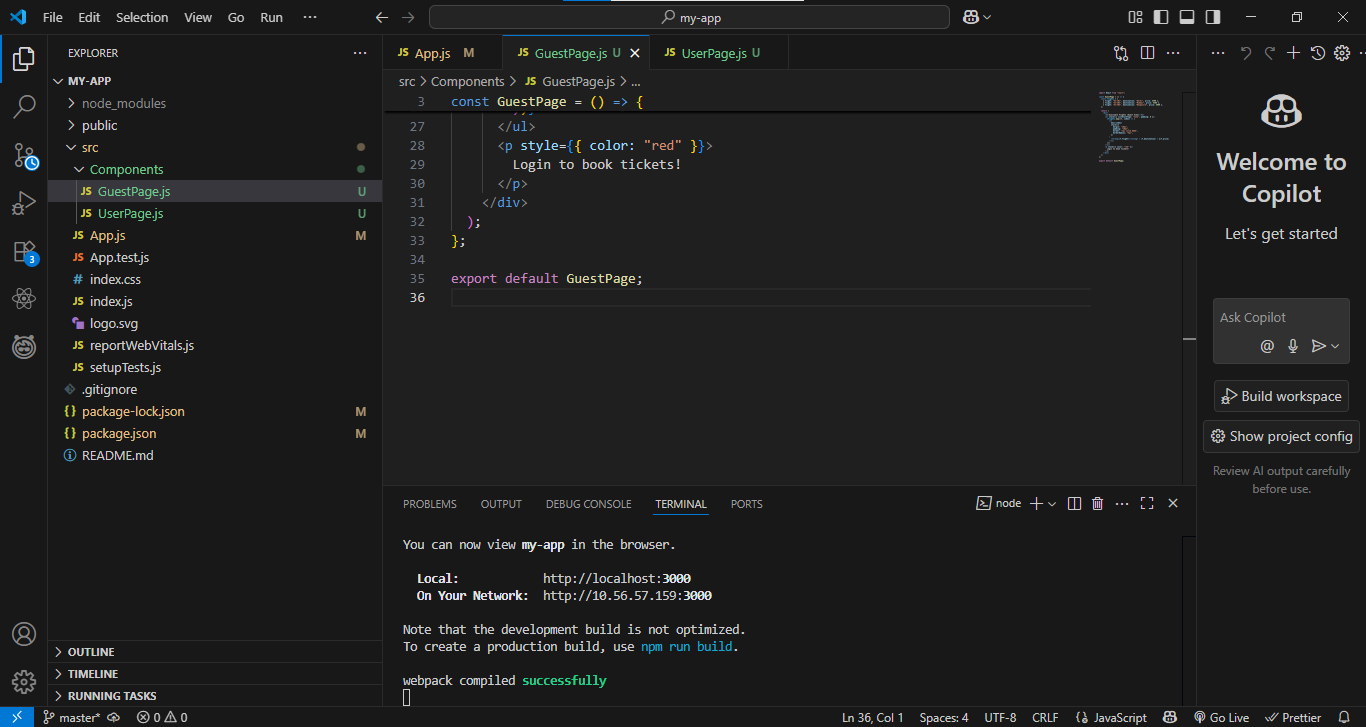 File Edit Selection View Go Run ··· my-app
EXPLORER ···
MY-APP
node_modules
public
src
Components
JS GuestPage.js U
JS UserPage.js U
JS App.js M
JS App.test.js
# index.css
JS index.js
logo.svg
JS reportWebVitals.js
JS setupTests.js
.gitignore
{} package-lock.json M
{} package.json M
README.md
OUTLINE
TIMELINE
RUNNING TASKS
3
JS App.js M JS GuestPage.js U JS UserPage.js U ···
src > Components > JS GuestPage.js > ...
3 const GuestPage = () => {
27 </ul>
28 <p style={{ color: "red" }}>
29 Login to book tickets!
30 </p>
31 </div>
32 );
33 };
34
35 export default GuestPage;
36
PROBLEMS OUTPUT DEBUG CONSOLE TERMINAL PORTS node ···
You can now view my-app in the browser.
Local: http://localhost:3000
On Your Network: http://10.56.57.159:3000
Note that the development build is not optimized.
To create a production build, use npm run build.
webpack compiled successfully
Welcome to
Copilot
Let's get started
Ask Copilot
@
Build workspace
Show project config
Review AI output carefully
before use.
master* 0 0 Ln 36, Col 1 Spaces: 4 UTF-8 CRLF {} JavaScript Go Live Prettier